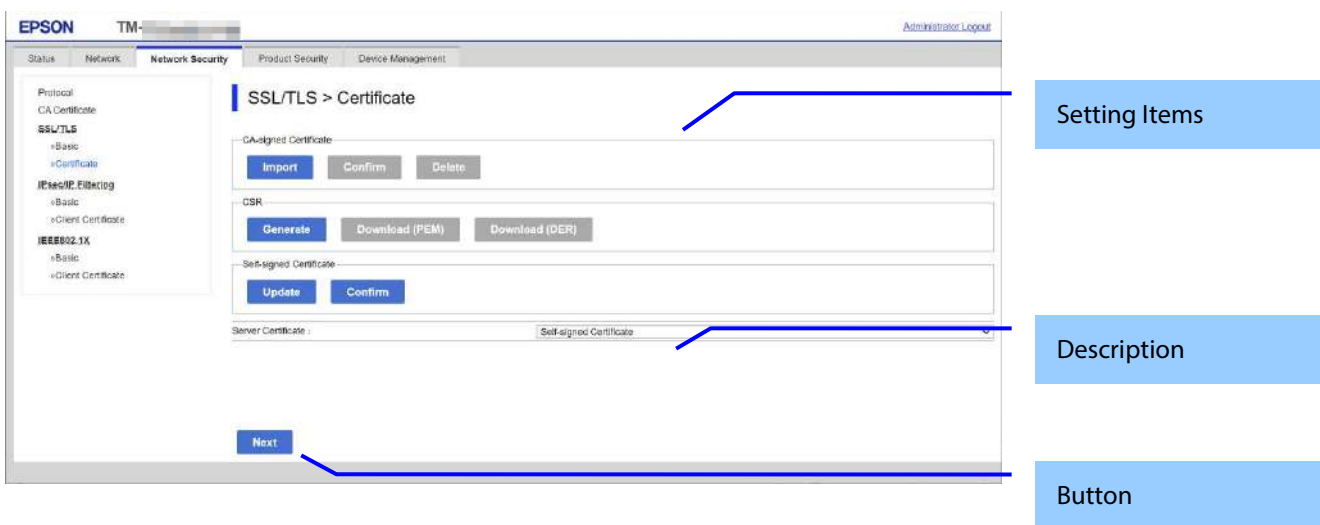 EPSON TM-
Administrator Logout
Status Network Network Security Product Security Device Management
Protocol
CA Certificate
SSL/TLS
»Basic
»Certificate
IPsec/IP Filtering
»Basic
»Client Certificate
IEEE802.1X
»Basic
»Client Certificate
SSL/TLS > Certificate
CA-signed Certificate
Import Confirm Delete
CSR
Generate Download (PEM) Download (DER)
Self-signed Certificate
Update Confirm
Server Certificate : Self-signed Certificate
Next
Setting Items
Description
Button